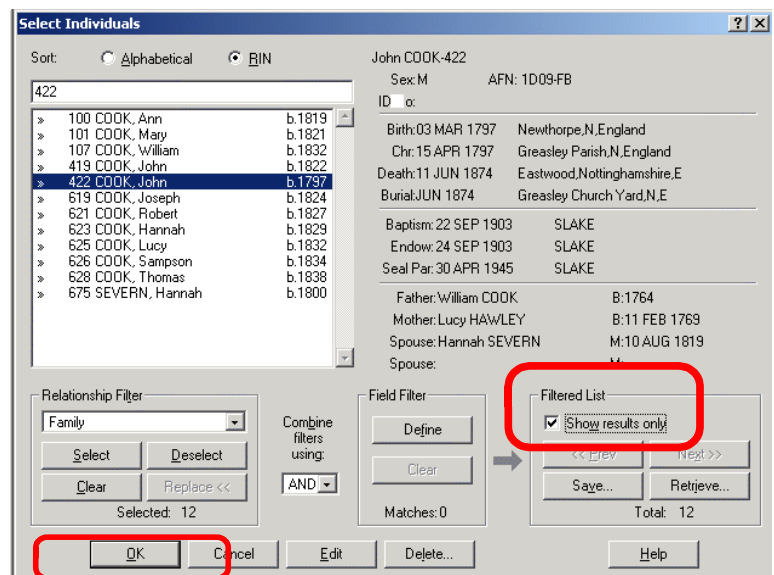 Select Individuals
Sort: Alphabetical RIN
422
» 100 COOK, Ann b.1819
» 101 COOK, Mary b.1821
» 107 COOK, William b.1832
» 419 COOK, John b.1822
» 422 COOK, John b.1797
» 619 COOK, Joseph b.1824
» 621 COOK, Robert b.1827
» 623 COOK, Hannah b.1829
» 625 COOK, Lucy b.1832
» 626 COOK, Sampson b.1834
» 628 COOK, Thomas b.1838
» 675 SEVERN, Hannah b.1800
John COOK-422
Sex:M AFN: 1D09-FB
ID o:
Birth:03 MAR 1797 Newthorpe,N,England
Chr:15 APR 1797 Greasley Parish,N,England
Death:11 JUN 1874 Eastwood,Nottinghamshire,E
Burial:JUN 1874 Greasley Church Yard,N,E
Baptism:22 SEP 1903 SLAKE
Endow:24 SEP 1903 SLAKE
Seal Par:30 APR 1945 SLAKE
Father:William COOK B:1764
Mother:Lucy HAWLEY B:11 FEB 1769
Spouse:Hannah SEVERN M:10 AUG 1819
Spouse:
Relationship Filter
Family
Select Deselect
Clear Replace <<
Selected: 12
Combine
filters
using:
AND
Field Filter
Define
Clear
Matches:0
Filtered List
Show results only
<< Prev Next >>
Save... Retrieve...
Total: 12
OK Cancel Edit Delete... Help